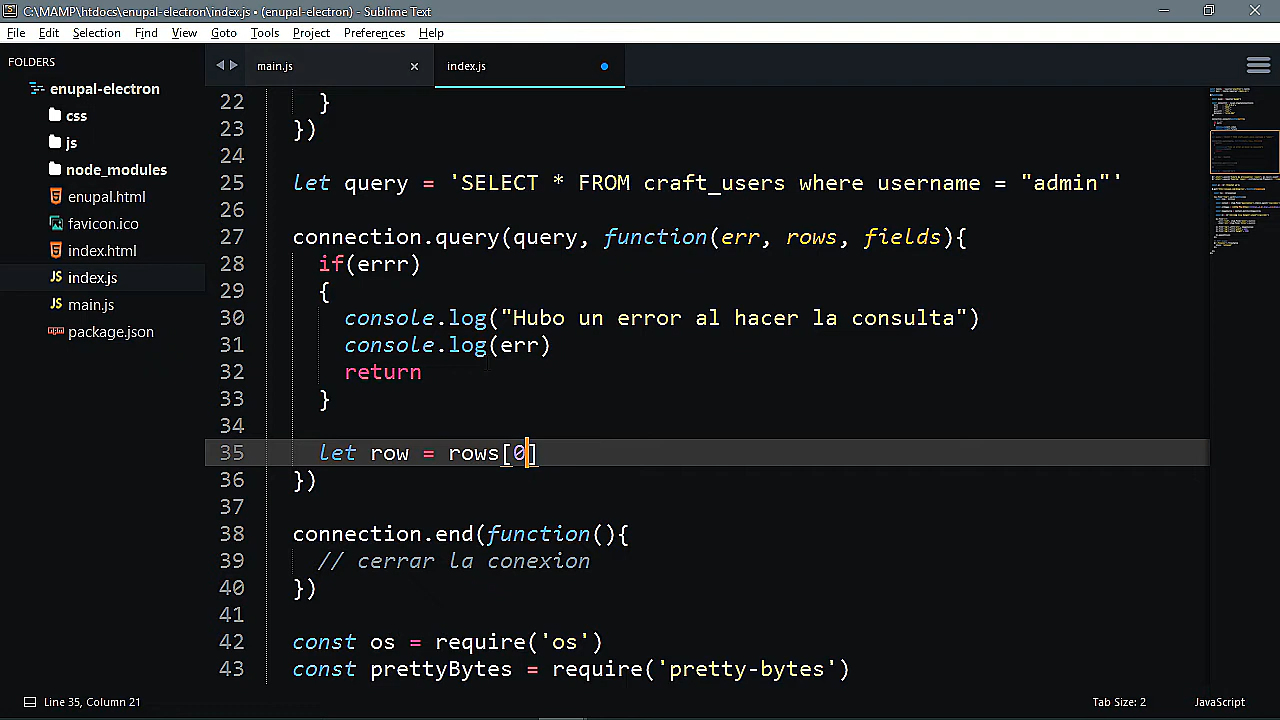 C:\MAMP\htdocs\enupal-electron\index.js • (enupal-electron) - Sublime Text
File Edit Selection Find View Goto Tools Project Preferences Help
FOLDERS
enupal-electron
css
js
node_modules
enupal.html
favicon.ico
index.html
JS index.js
JS main.js
package.json
main.js
index.js
22 }
23 })
24
25 let query = 'SELECT * FROM craft_users where username = "admin"'
26
27 connection.query(query, function(err, rows, fields){
28 if(errr)
29 {
30 console.log("Hubo un error al hacer la consulta")
31 console.log(err)
32 return
33 }
34
35 let row = rows[0]
36 })
37
38 connection.end(function(){
39 // cerrar la conexion
40 })
41
42 const os = require('os')
43 const prettyBytes = require('pretty-bytes')
Line 35, Column 21
Tab Size: 2
JavaScript